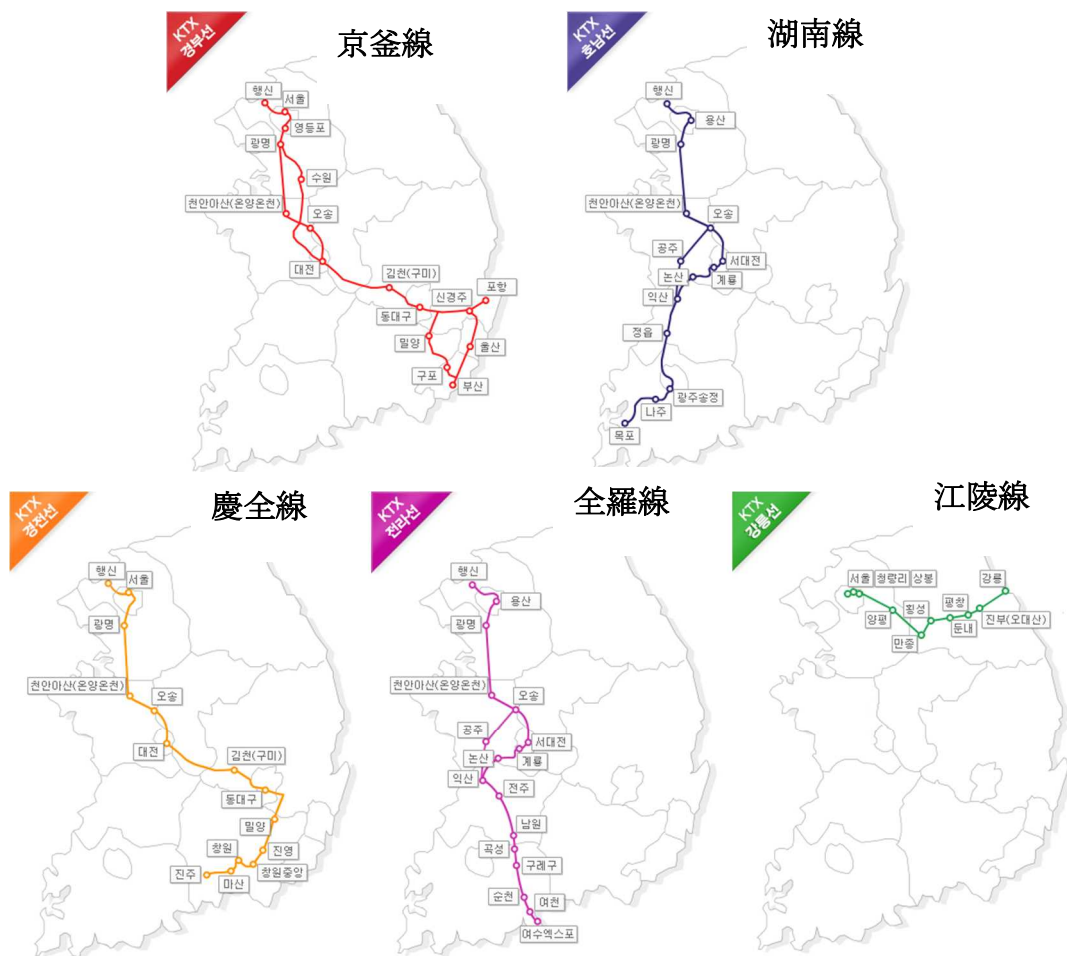 KTX
경부선
京釜線
행신
서울
영등포
광명
수원
천안아산(온양온천)
오송
대전
김천(구미)
신경주
포항
동대구
밀양
울산
구포
부산
KTX
호남선
湖南線
행신
용산
광명
천안아산(온양온천)
오송
공주
서대전
논산
계룡
익산
정읍
광주송정
나주
목포
KTX
경전선
慶全線
행신
서울
광명
천안아산(온양온천)
오송
대전
김천(구미)
동대구
밀양
창원
진영
진주
창원중앙
마산
KTX
전라선
全羅線
행신
용산
광명
천안아산(온양온천)
오송
공주
서대전
논산
계룡
익산
전주
남원
곡성
구례구
순천
여천
여수엑스포
KTX
강릉선
江陵線
서울
청량리
상봉
강릉
양평
횡성
평창
만종
둔내
진부(오대산)